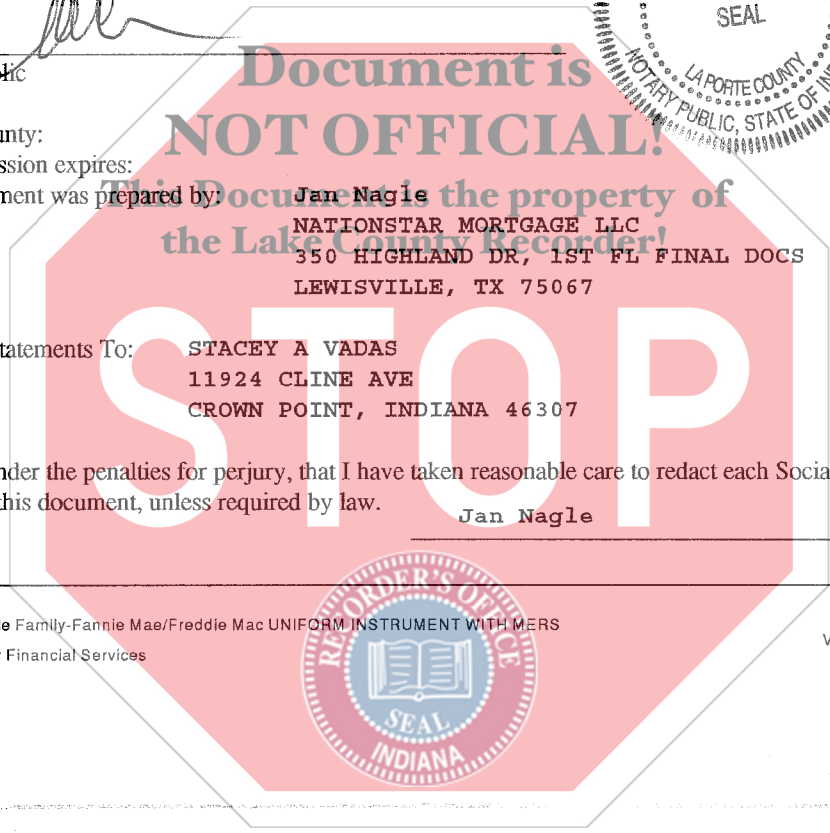 SEAL
LA PORTE COUNTY
NOTARY PUBLIC, STATE OF IN
Document is
NOT OFFICIAL!
This Document is the property of
the Lake County Recorder!
STOP
lic
nty:
ssion expires:
ment was prepared by: Jan Nagle
NATIONSTAR MORTGAGE LLC
350 HIGHLAND DR, 1ST FL FINAL DOCS
LEWISVILLE, TX 75067
tatements To: STACEY A VADAS
11924 CLINE AVE
CROWN POINT, INDIANA 46307
nder the penalties for perjury, that I have taken reasonable care to redact each Socia
this document, unless required by law.
Jan Nagle
le Family-Fannie Mae/Freddie Mac UNIFORM INSTRUMENT WITH MERS
V
r Financial Services
RECORDER'S OFFICE
SEAL
INDIANA